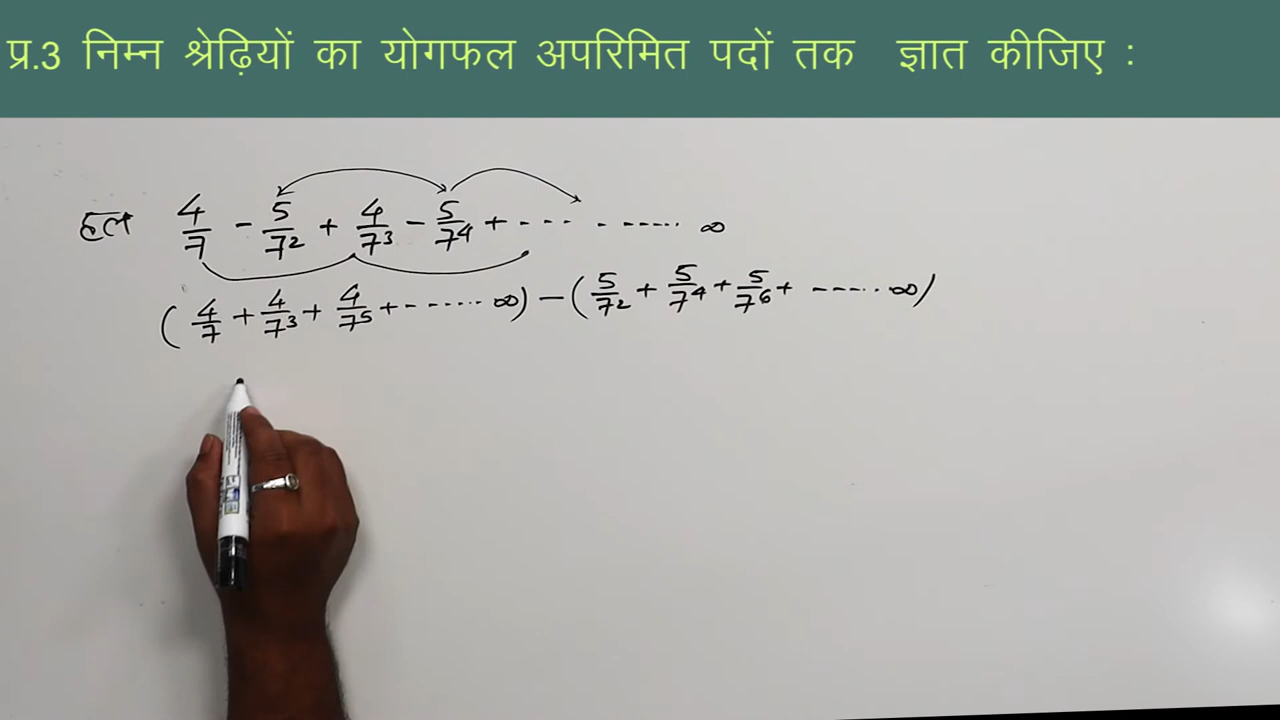 प्र.3 निम्न श्रेढ़ियों का योगफल अपरिमित पदों तक ज्ञात कीजिए :
हल 4/7 - 5/7² + 4/7³ - 5/7⁴ + ---- ------ ∞
(4/7 + 4/7³ + 4/7⁵ + ------- ∞) - (5/7² + 5/7⁴ + 5/7⁶ + ------ ∞)